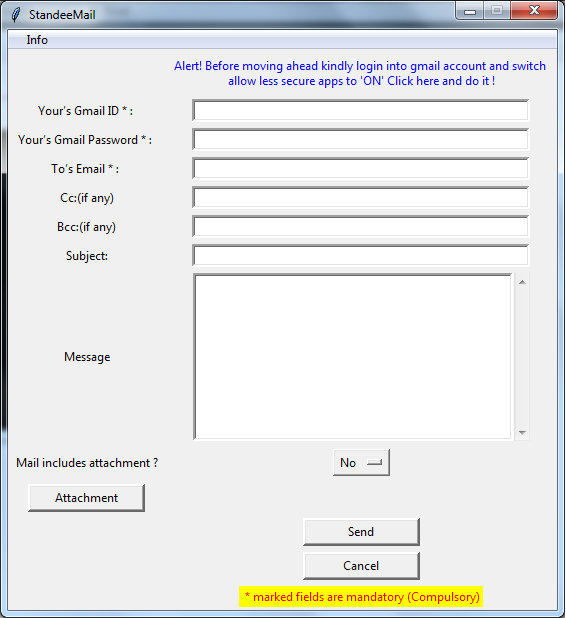 StandeeMail
Info
Alert! Before moving ahead kindly login into gmail account and switch
allow less secure apps to 'ON' Click here and do it !
Your's Gmail ID * :
Your's Gmail Password * :
To's Email * :
Cc:(if any)
Bcc:(if any)
Subject:
Message
Mail includes attachment ?
No
Attachment
Send
Cancel
* marked fields are mandatory (Compulsory)